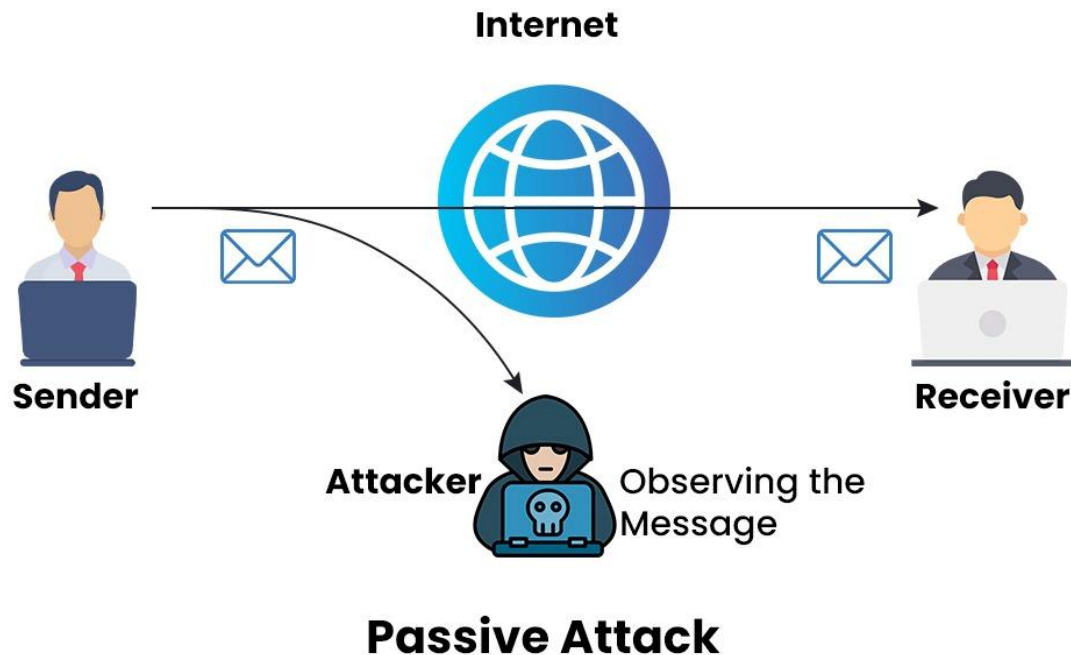 Internet
Sender
Receiver
Attacker
Observing the
Message
Passive Attack